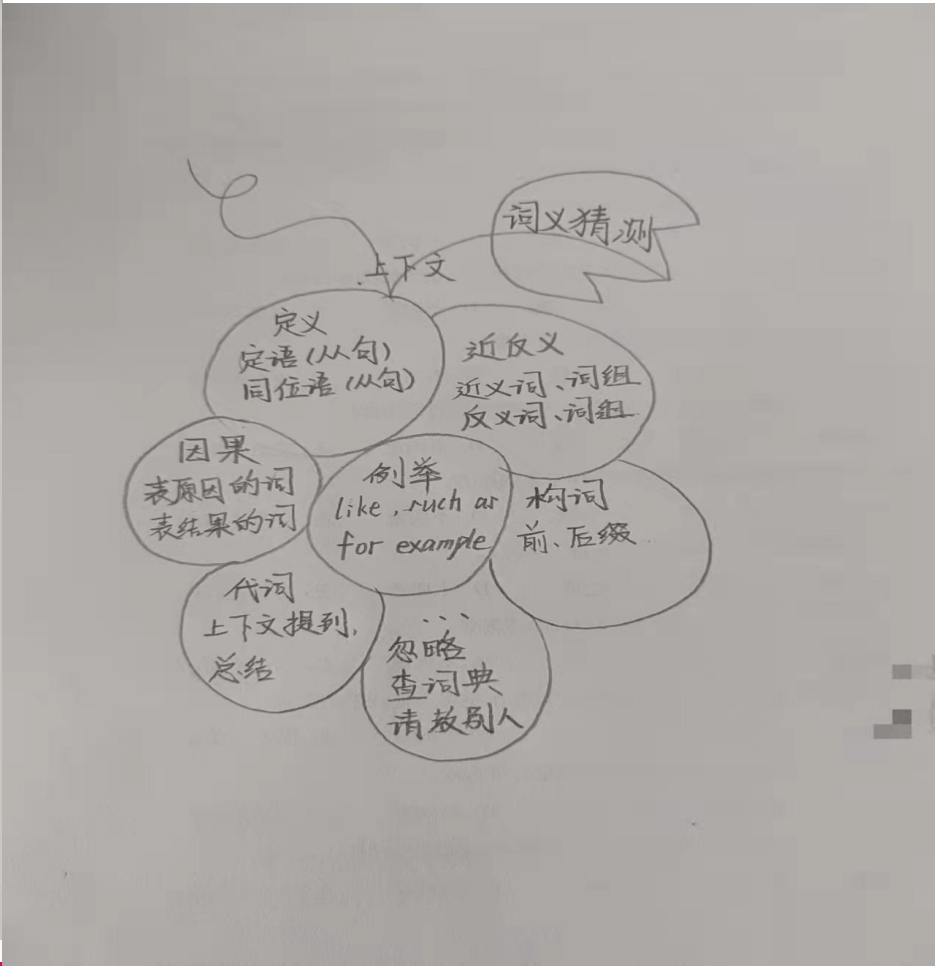 词义猜测
上下文
定义
定语(从句)
同位语(从句)
近反义
近义词、词组
反义词、词组
因果
表原因的词
表结果的词
例举
like, such as
for example
构词
前、后缀
代词
上下文提到,
总结
...
忽略
查词典
请教别人